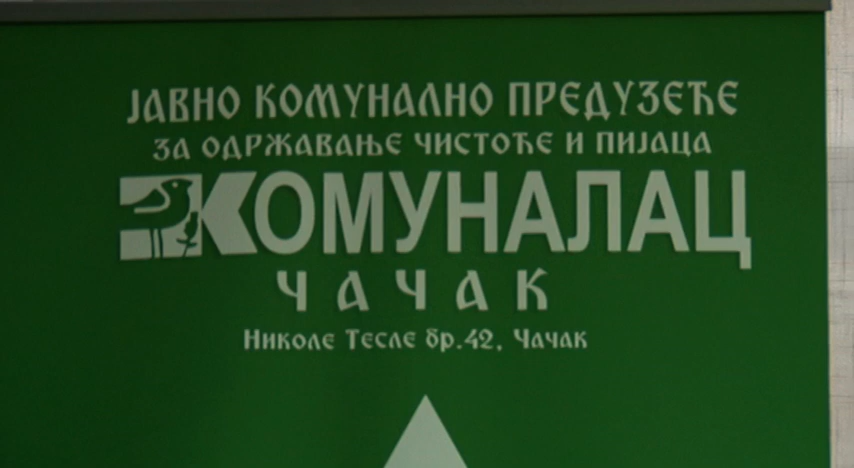 ЈАВНО КОМУНАЛНО ПРЕДУЗЕЋЕ
ЗА ОДРЖАВАЊЕ ЧИСТОЋЕ И ПИЈАЦА
КОМУНАЛАЦ
ЧАЧАК
Николе Тесле бр.42, Чачак